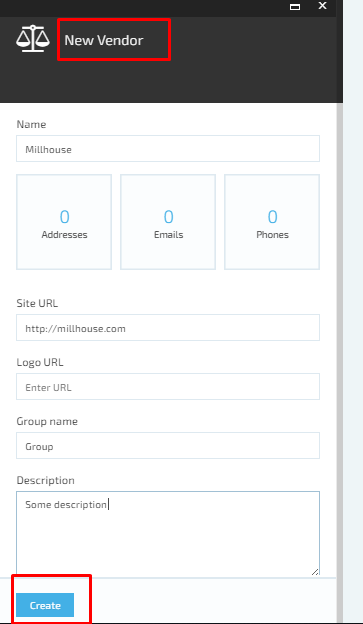 New Vendor
Name
Millhouse
0 0 0
Addresses Emails Phones
Site URL
http://millhouse.com
Logo URL
Enter URL
Group name
Group
Description
Some description
Create